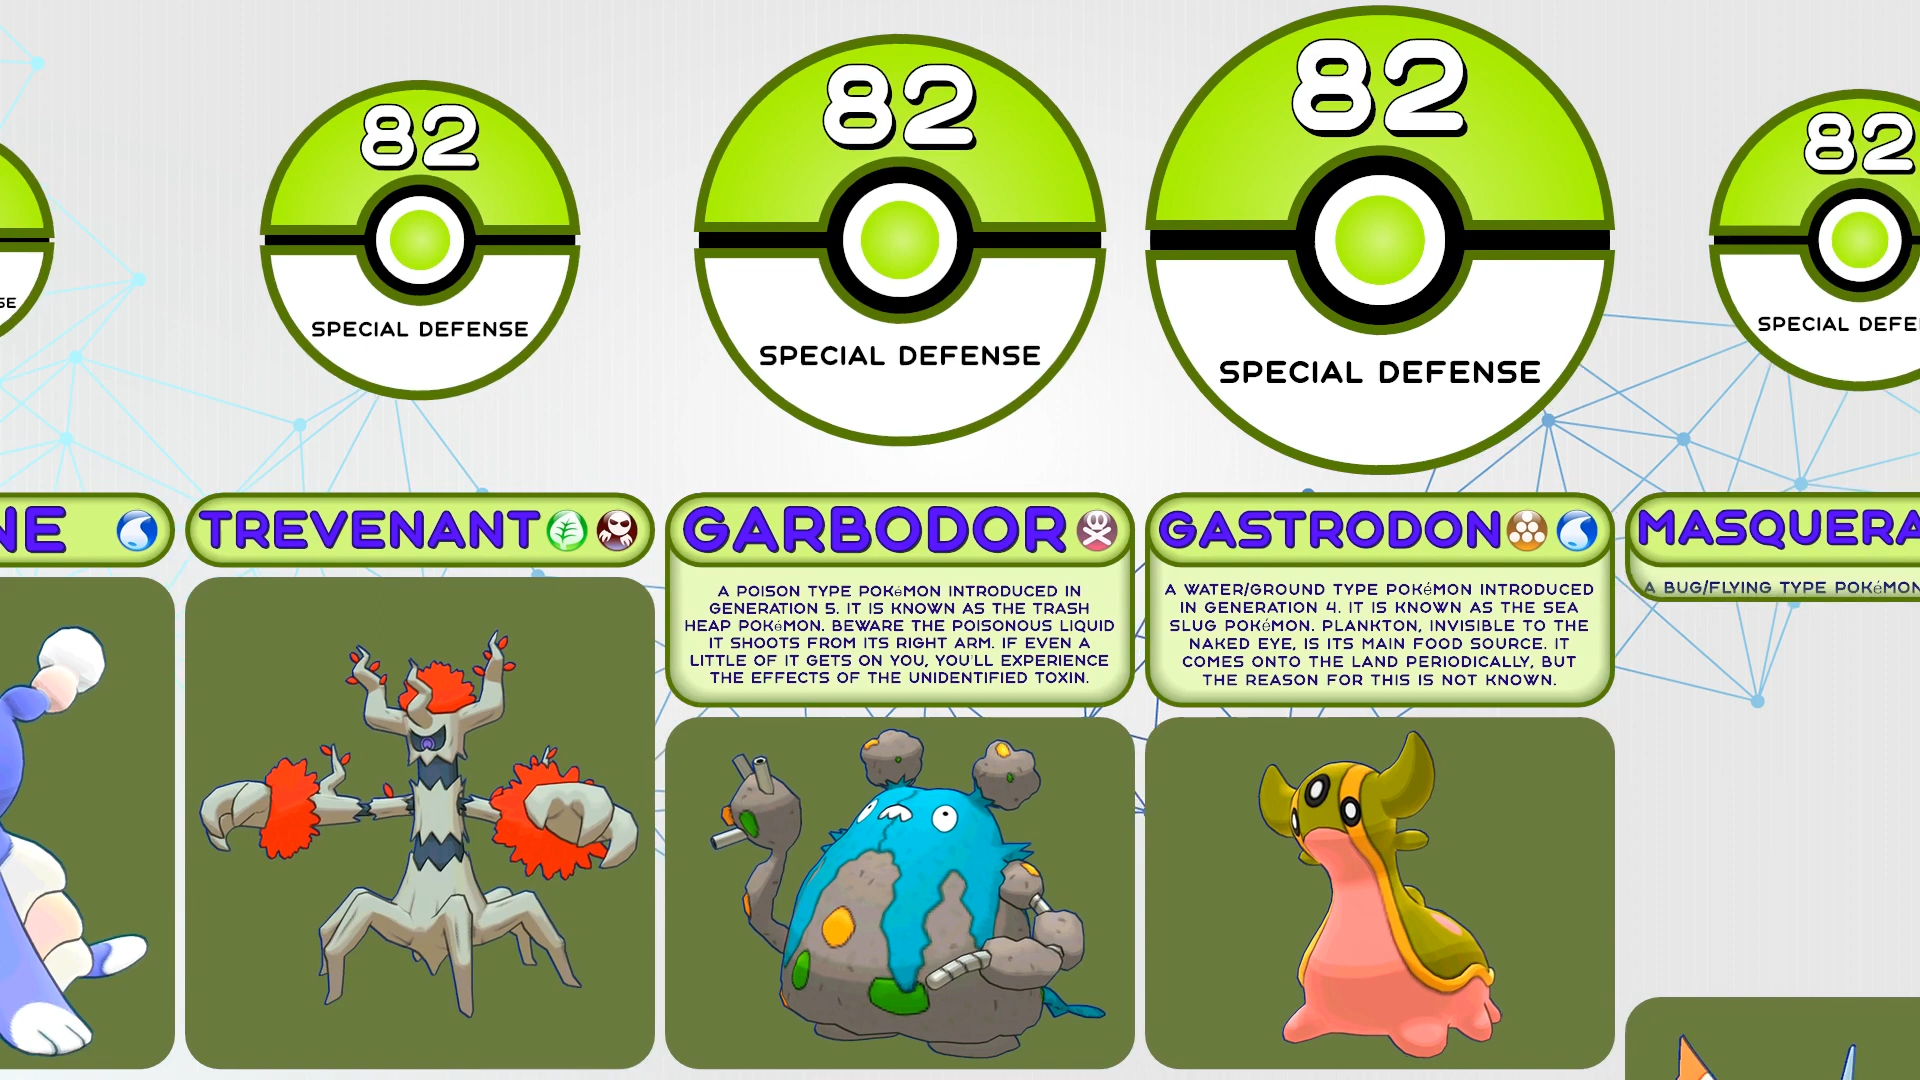 SE
NE
82
SPECIAL DEFENSE
TREVENANT
82
SPECIAL DEFENSE
GARBODOR
A POISON TYPE POKéMON INTRODUCED IN
GENERATION 5. IT IS KNOWN AS THE TRASH
HEAP POKéMON. BEWARE THE POISONOUS LIQUID
IT SHOOTS FROM ITS RIGHT ARM. IF EVEN A
LITTLE OF IT GETS ON YOU, YOU'LL EXPERIENCE
THE EFFECTS OF THE UNIDENTIFIED TOXIN.
82
SPECIAL DEFENSE
GASTRODON
A WATER/GROUND TYPE POKéMON INTRODUCED
IN GENERATION 4. IT IS KNOWN AS THE SEA
SLUG POKéMON. PLANKTON, INVISIBLE TO THE
NAKED EYE, IS ITS MAIN FOOD SOURCE. IT
COMES ONTO THE LAND PERIODICALLY, BUT
THE REASON FOR THIS IS NOT KNOWN.
82
SPECIAL DEFE
MASQUERA
A BUG/FLYING TYPE POKéMON